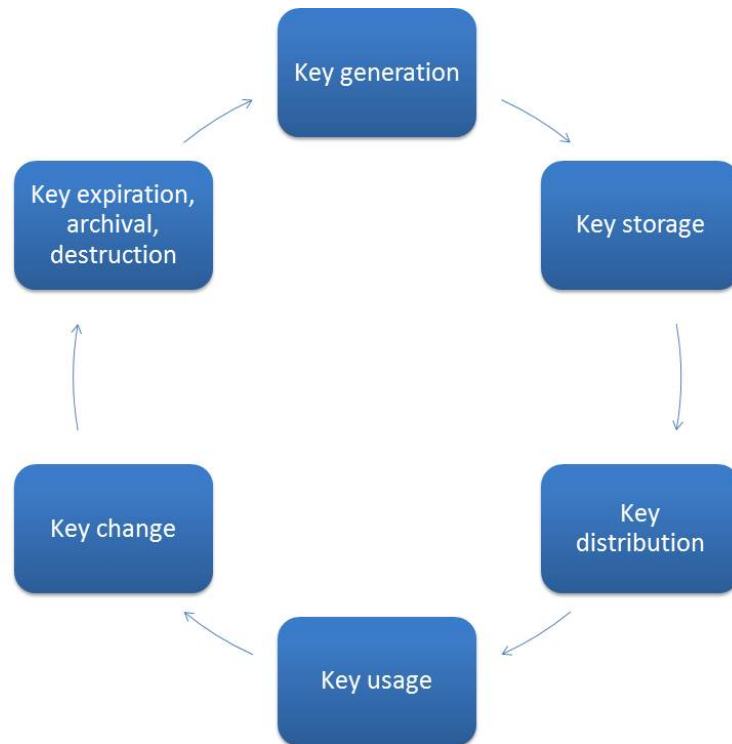 Key generation
Key storage
Key
distribution
Key usage
Key change
Key expiration,
archival,
destruction